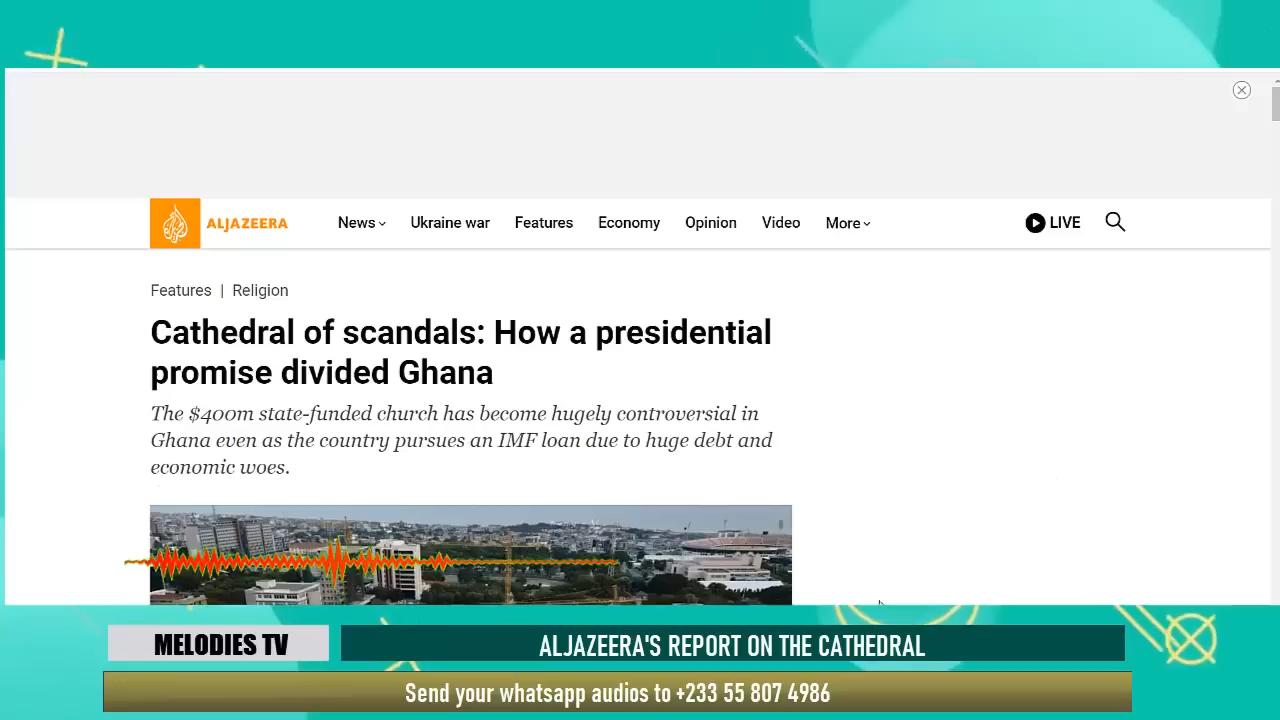 ALJAZEERA
News
Ukraine war
Features
Economy
Opinion
Video
More
LIVE
Features | Religion
Cathedral of scandals: How a presidential
promise divided Ghana
The $400m state-funded church has become hugely controversial in
Ghana even as the country pursues an IMF loan due to huge debt and
economic woes.
MELODIES TV
ALJAZEERA'S REPORT ON THE CATHEDRAL
Send your whatsapp audios to +233 55 807 4986